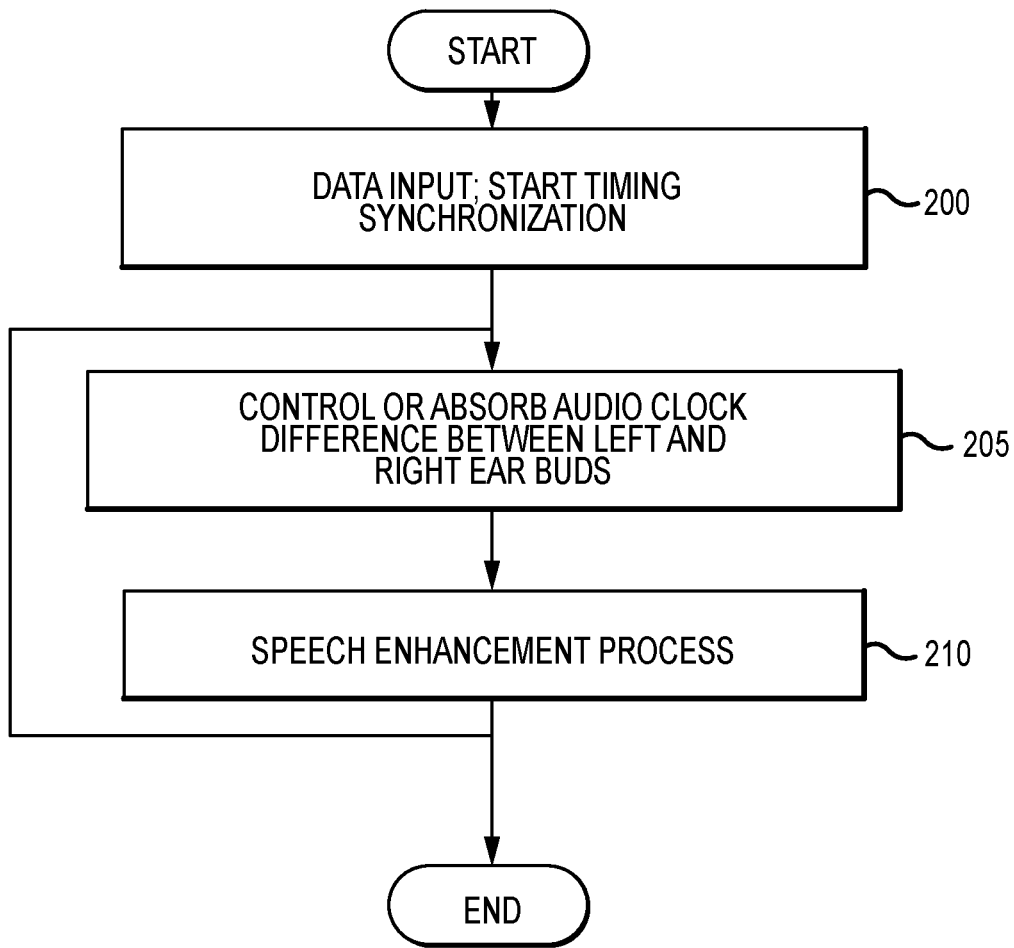 START
DATA INPUT; START TIMING
SYNCHRONIZATION
200
CONTROL OR ABSORB AUDIO CLOCK
DIFFERENCE BETWEEN LEFT AND
RIGHT EAR BUDS
205
SPEECH ENHANCEMENT PROCESS
210
END